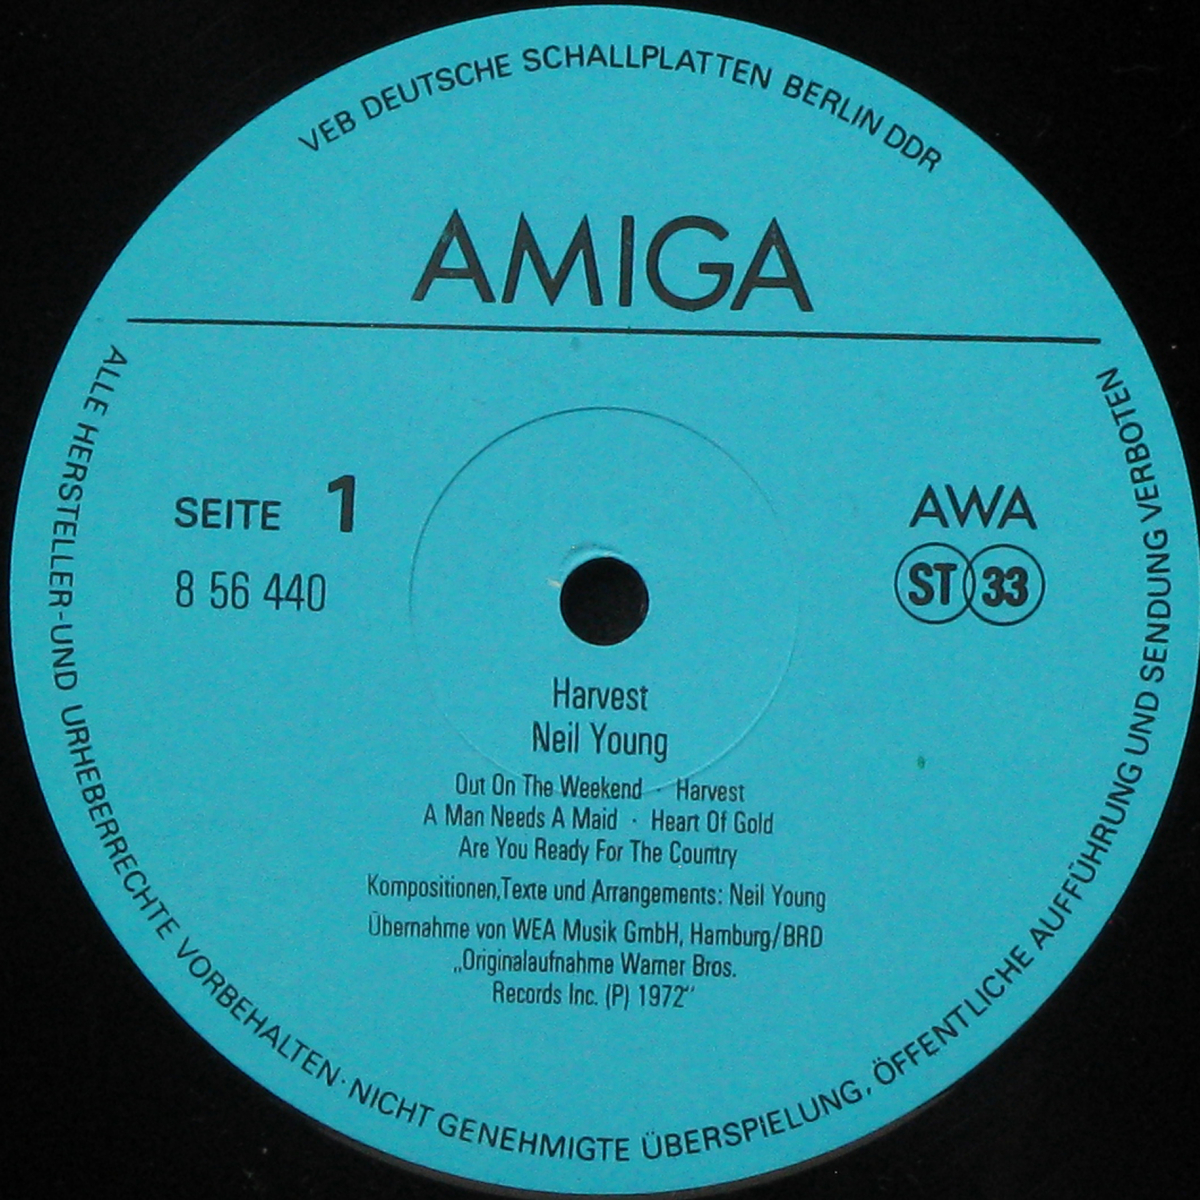 VEB DEUTSCHE SCHALLPLATTEN BERLIN DDR
AMIGA
SEITE 1
8 56 440
AWA
ST 33
Harvest
Neil Young
Out On The Weekend · Harvest
A Man Needs A Maid · Heart Of Gold
Are You Ready For The Country
Kompositionen,Texte und Arrangements: Neil Young
Übernahme von WEA Musik GmbH, Hamburg/BRD
„Originalaufnahme Warner Bros.
Records Inc. (P) 1972“
ALLE HERSTELLER-UND URHEBERRECHTE VORBEHALTEN· NICHT GENEHMIGTE ÜBERSPIELUNG, ÖFFENTLICHE AUFFÜHRUNG UND SENDUNG VERBOTEN